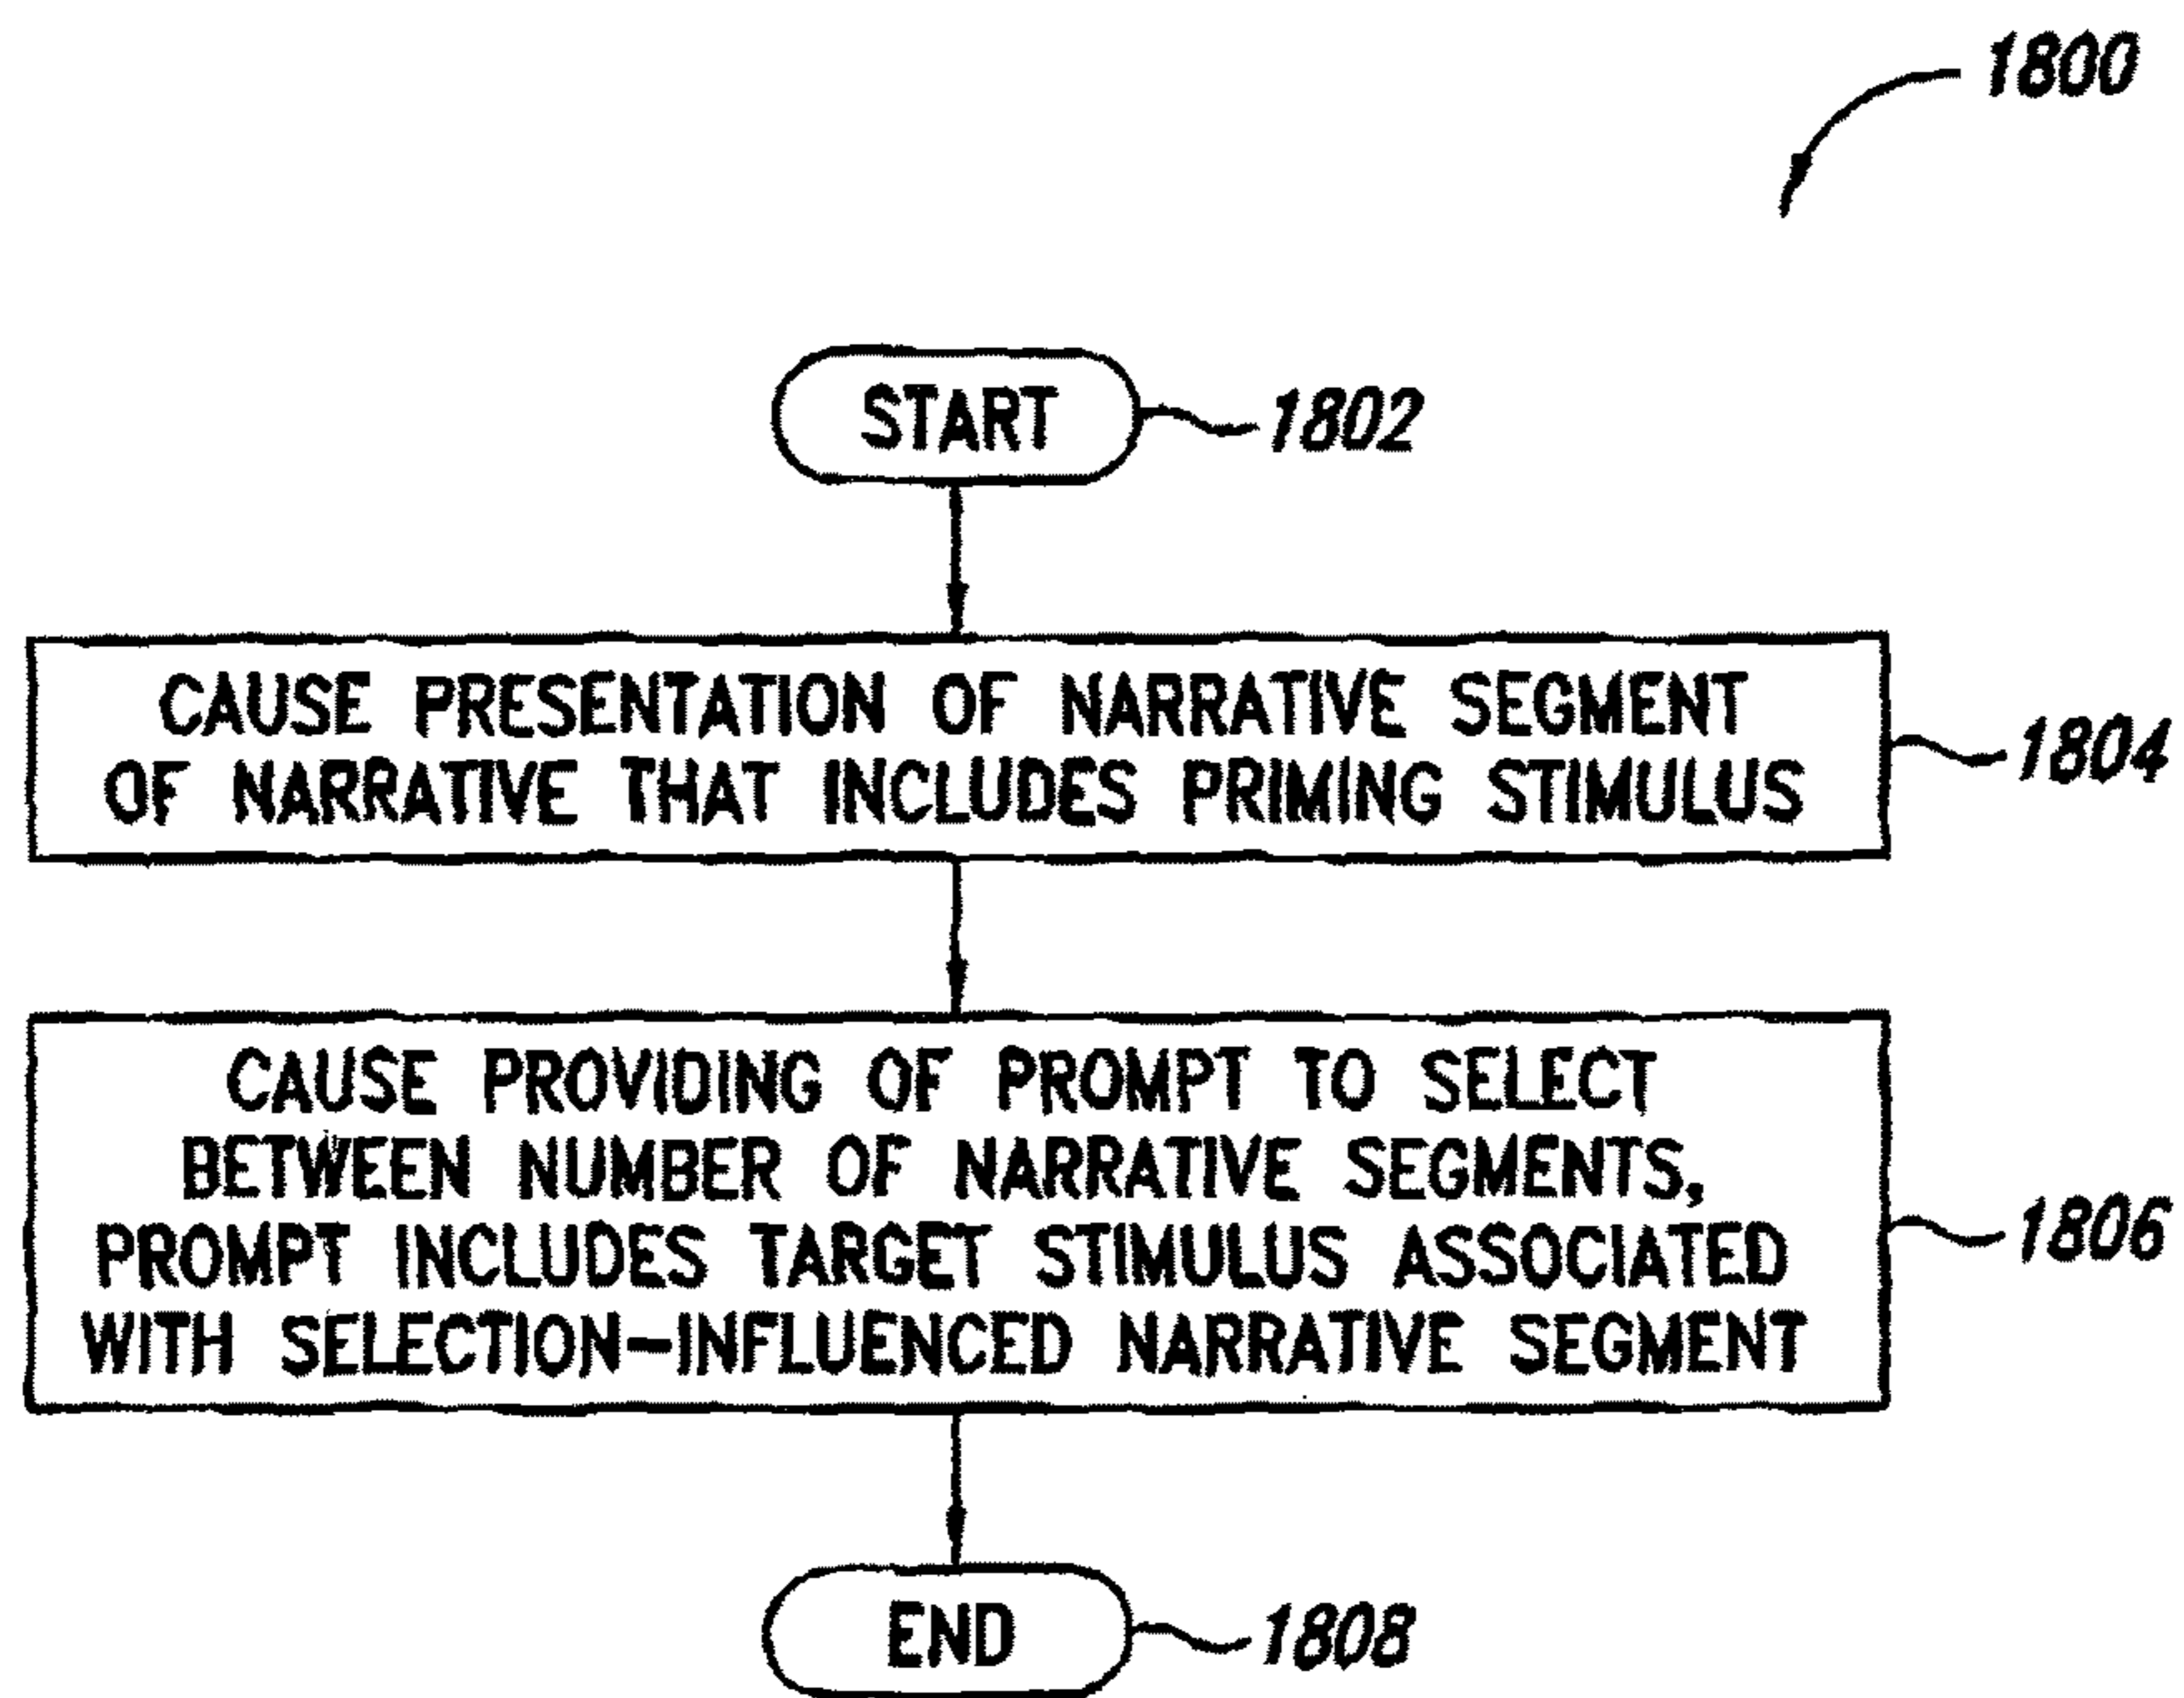 1800
START
1802
CAUSE PRESENTATION OF NARRATIVE SEGMENT
OF NARRATIVE THAT INCLUDES PRIMING STIMULUS
1804
CAUSE PROVIDING OF PROMPT TO SELECT
BETWEEN NUMBER OF NARRATIVE SEGMENTS,
PROMPT INCLUDES TARGET STIMULUS ASSOCIATED
WITH SELECTION-INFLUENCED NARRATIVE SEGMENT
1806
END
1808